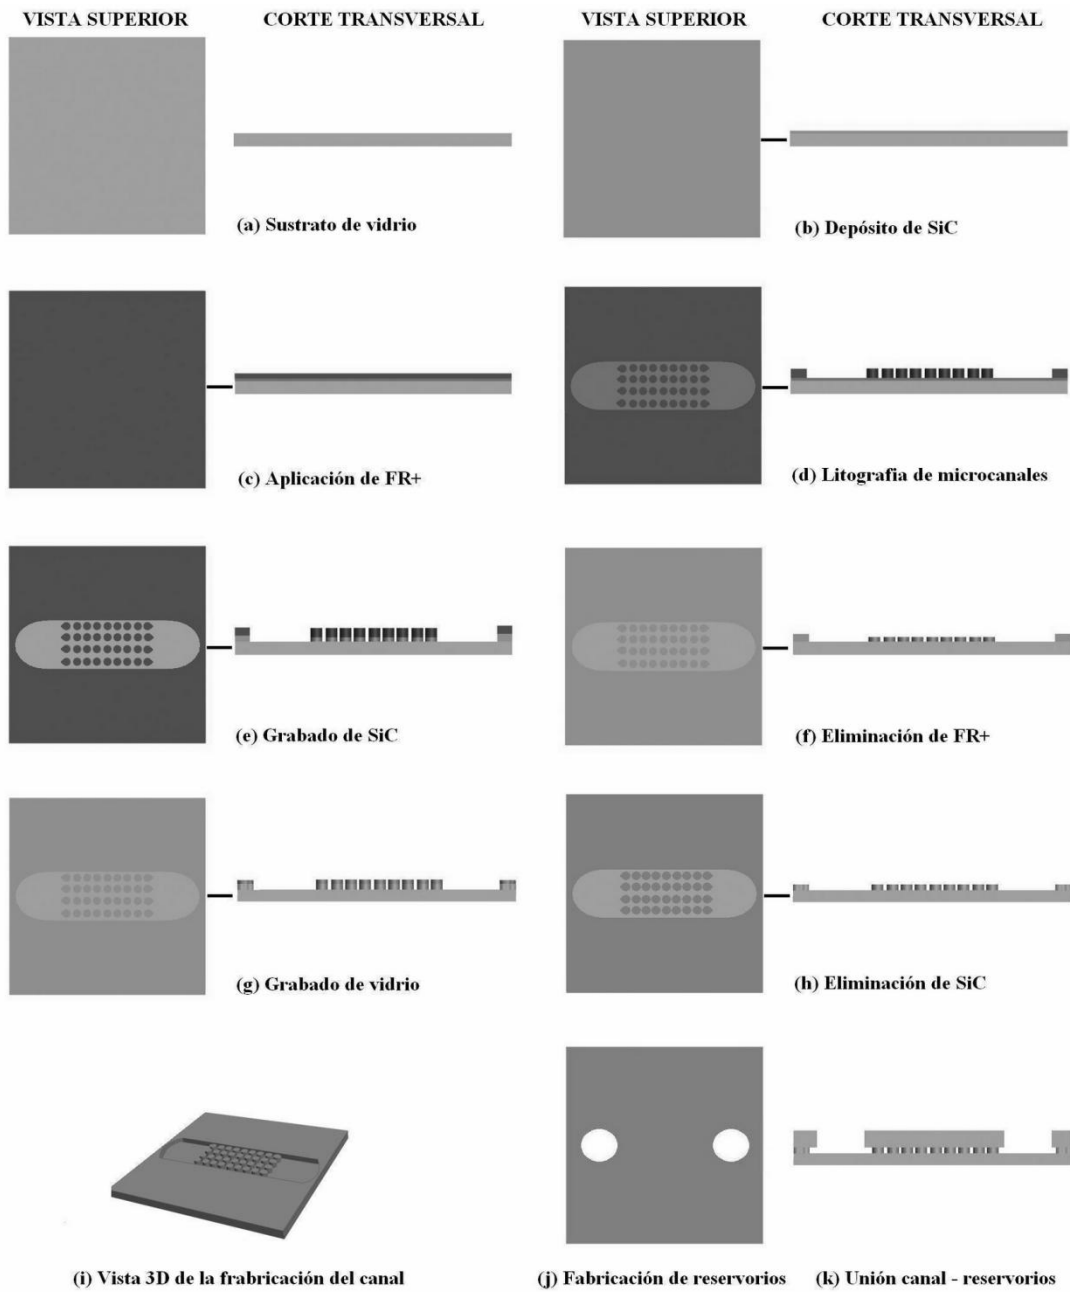 VISTA SUPERIOR
CORTE TRANSVERSAL
VISTA SUPERIOR
CORTE TRANSVERSAL
(a) Sustrato de vidrio
(b) Depósito de SiC
(c) Aplicación de FR+
(d) Litografia de microcanales
(e) Grabado de SiC
(f) Eliminación de FR+
(g) Grabado de vidrio
(h) Eliminación de SiC
(i) Vista 3D de la frabricación del canal
(j) Fabricación de reservorios
(k) Unión canal - reservorios